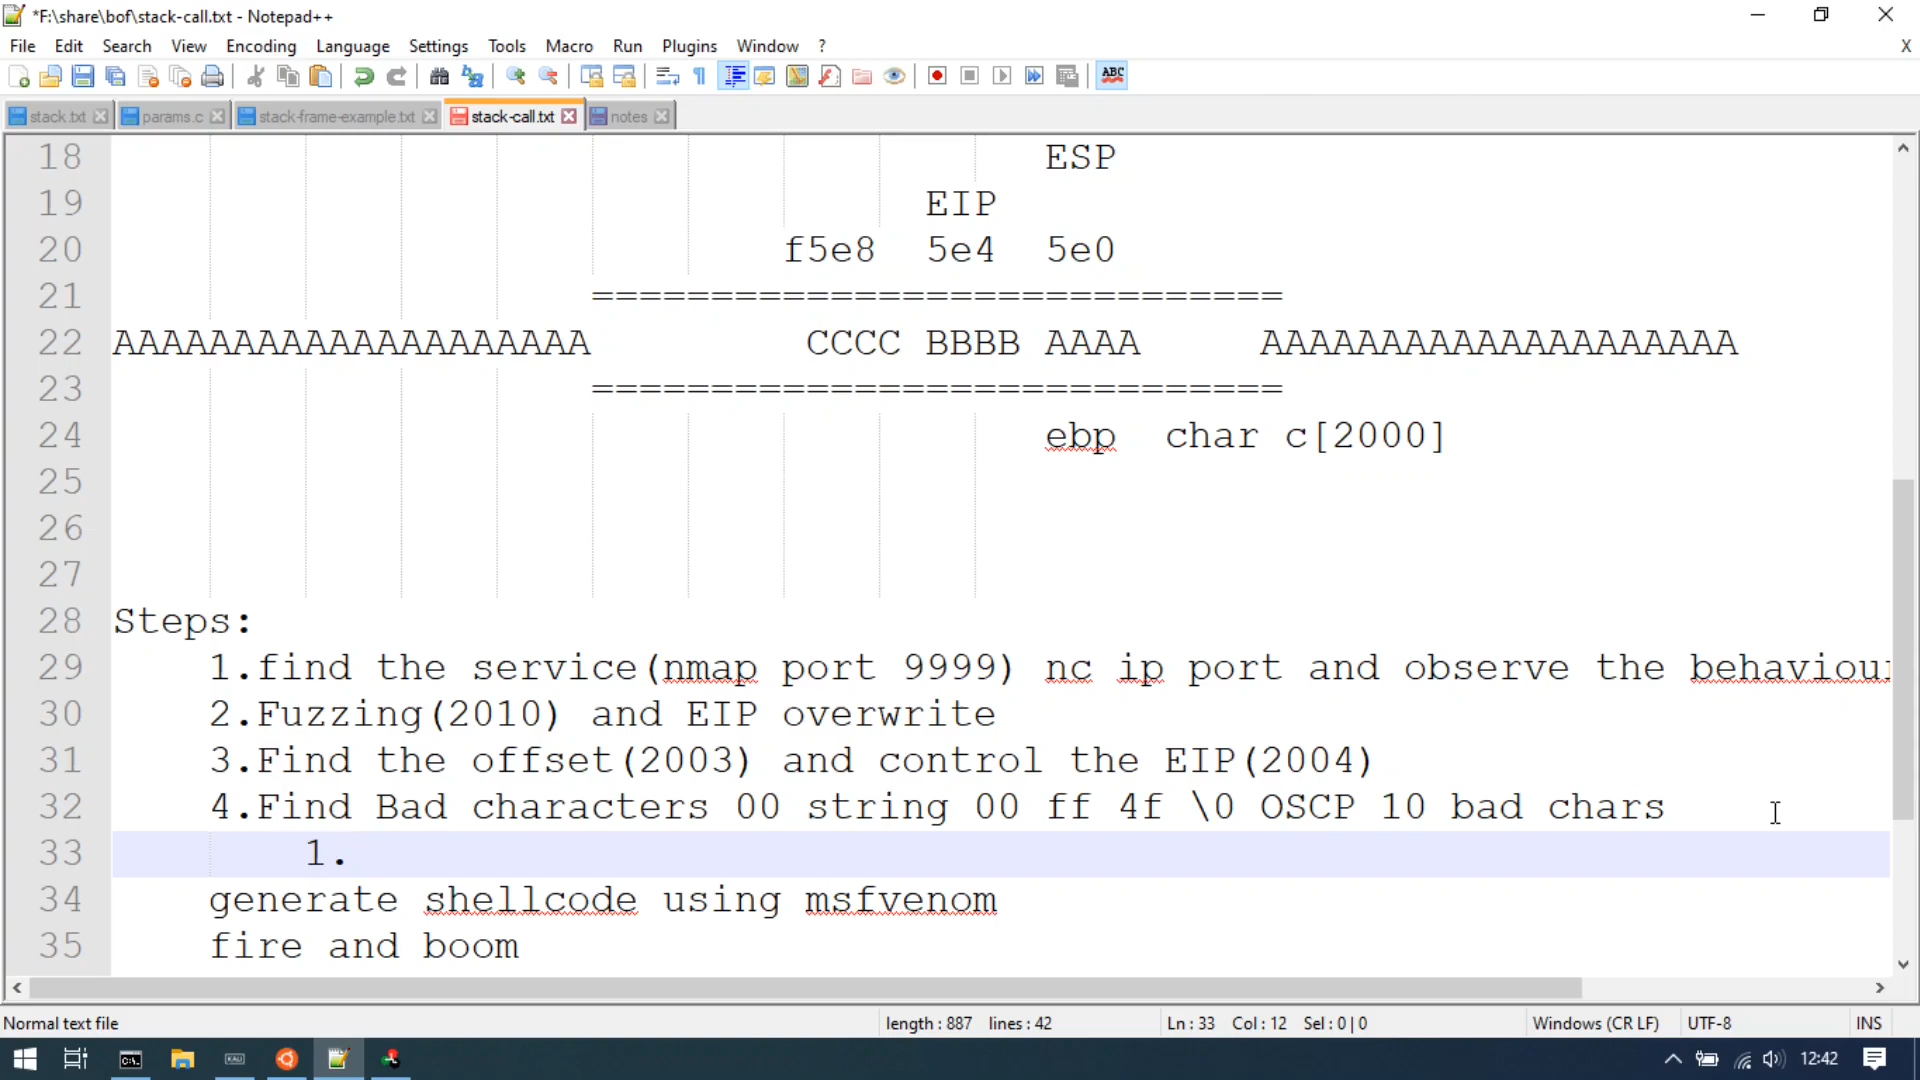 *F:\share\bof\stack-call.txt - Notepad++
File Edit Search View Encoding Language Settings Tools Macro Run Plugins Window ? X
ABC
stack.txt params.c stack-frame-example.txt stack-call.txt notes
18 ESP
19 EIP
20 f5e8 5e4 5e0
21 =============================
22 AAAAAAAAAAAAAAAAAAAA CCCC BBBB AAAA AAAAAAAAAAAAAAAAAAAA
23 =============================
24 ebp char c[2000]
25
26
27
28 Steps:
29 1.find the service(nmap port 9999) nc ip port and observe the behaviour
30 2.Fuzzing(2010) and EIP overwrite
31 3.Find the offset(2003) and control the EIP(2004)
32 4.Find Bad characters 00 string 00 ff 4f \0 OSCP 10 bad chars
33 1.
34 generate shellcode using msfvenom
35 fire and boom
Normal text file length : 887 lines : 42 Ln : 33 Col : 12 Sel : 0 | 0 Windows (CR LF) UTF-8 INS
C:\. KALI 12:42